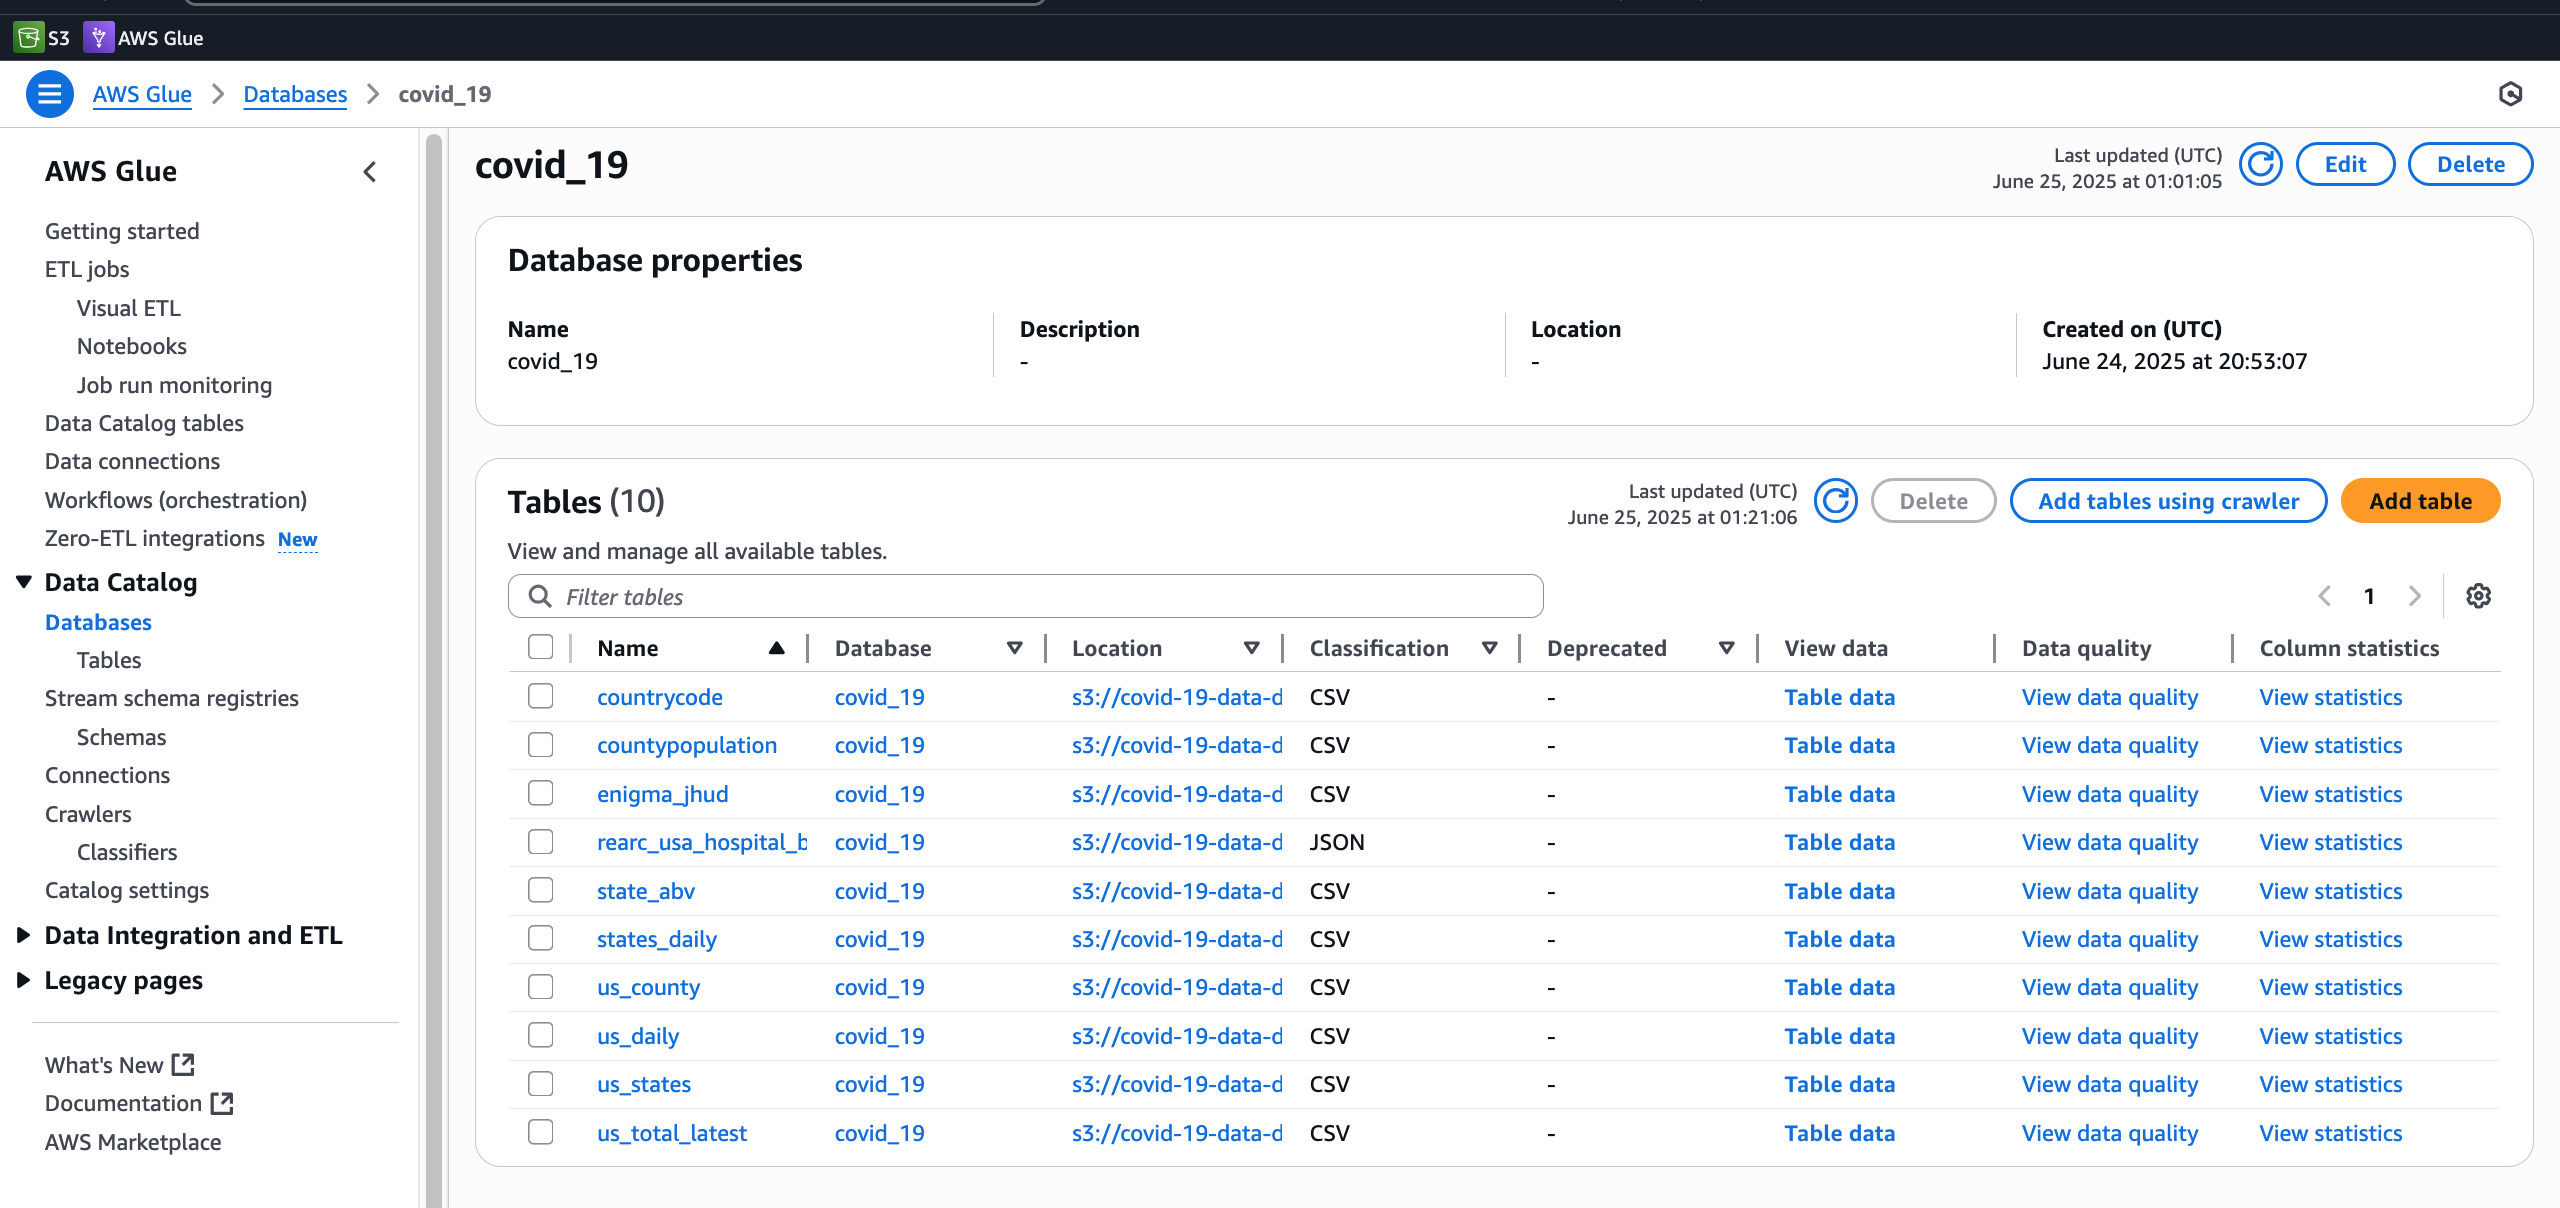 S3 AWS Glue
AWS Glue Databases covid_19
AWS Glue
Getting started
ETL jobs
Visual ETL
Notebooks
Job run monitoring
Data Catalog tables
Data connections
Workflows (orchestration)
Zero-ETL integrations New
Data Catalog
Databases
Tables
Stream schema registries
Schemas
Connections
Crawlers
Classifiers
Catalog settings
Data Integration and ETL
Legacy pages
What's New
Documentation
AWS Marketplace
covid_19
Last updated (UTC)
June 25, 2025 at 01:01:05
Edit Delete
Database properties
Name Description Location Created on (UTC)
covid_19 - - June 24, 2025 at 20:53:07
Tables (10)
Last updated (UTC)
June 25, 2025 at 01:21:06
Delete Add tables using crawler Add table
View and manage all available tables.
Filter tables
1
Name Database Location Classification Deprecated View data Data quality Column statistics
countrycode covid_19 s3://covid-19-data-d CSV - Table data View data quality View statistics
countypopulation covid_19 s3://covid-19-data-d CSV - Table data View data quality View statistics
enigma_jhud covid_19 s3://covid-19-data-d CSV - Table data View data quality View statistics
rearc_usa_hospital_b covid_19 s3://covid-19-data-d JSON - Table data View data quality View statistics
state_abv covid_19 s3://covid-19-data-d CSV - Table data View data quality View statistics
states_daily covid_19 s3://covid-19-data-d CSV - Table data View data quality View statistics
us_county covid_19 s3://covid-19-data-d CSV - Table data View data quality View statistics
us_daily covid_19 s3://covid-19-data-d CSV - Table data View data quality View statistics
us_states covid_19 s3://covid-19-data-d CSV - Table data View data quality View statistics
us_total_latest covid_19 s3://covid-19-data-d CSV - Table data View data quality View statistics